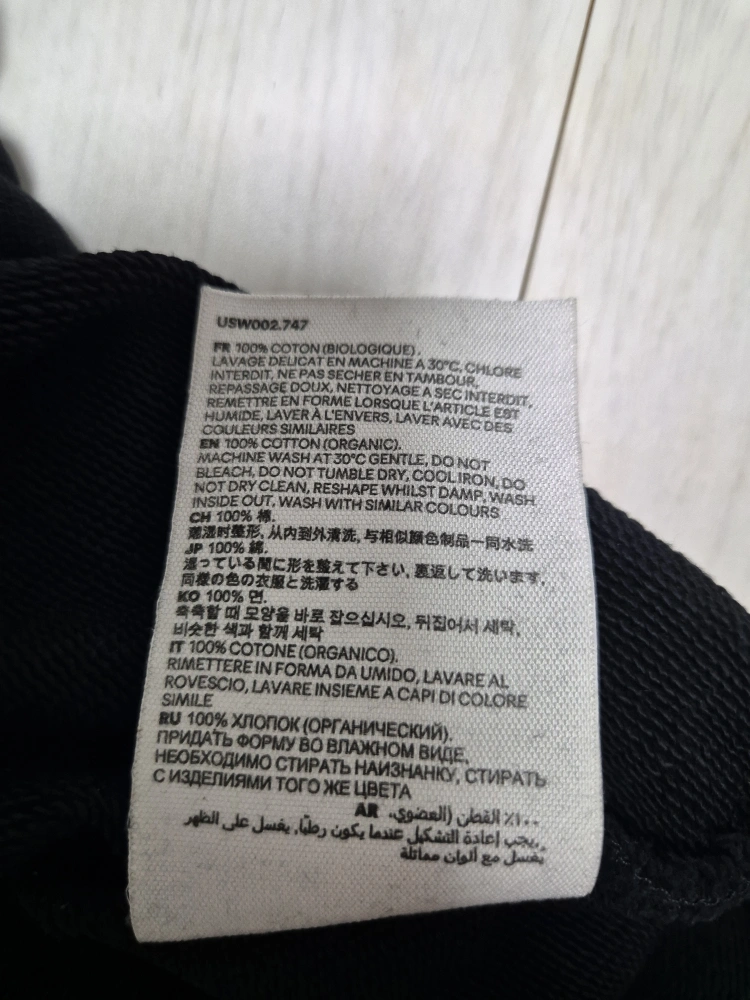 USW002.747
FR 100% COTON (BIOLOGIQUE).
LAVAGE DELICAT EN MACHINE A 30°C, CHLORE
INTERDIT, NE PAS SECHER EN TAMBOUR,
REPASSAGE DOUX, NETTOYAGE A SEC INTERDIT,
REMETTRE EN FORME LORSQUE L'ARTICLE EST
HUMIDE, LAVER À L'ENVERS, LAVER AVEC DES
COULEURS SIMILAIRES
EN 100% COTTON (ORGANIC).
MACHINE WASH AT 30°C GENTLE, DO NOT
BLEACH, DO NOT TUMBLE DRY, COOL IRON, DO
NOT DRY CLEAN, RESHAPE WHILST DAMP, WASH
INSIDE OUT, WASH WITH SIMILAR COLOURS
CH 100% 棉.
潮湿时整形, 从内到外清洗, 与相似颜色制品一同水洗
JP 100% 綿.
湿っている間に形を整えて下さい, 裏返して洗います,
同様の色の衣服と洗濯する
KO 100% 면.
축축할 때 모양을 바로 잡으십시오, 뒤집어서 세탁,
비슷한 색과 함께 세탁
IT 100% COTONE (ORGANICO).
RIMETTERE IN FORMA DA UMIDO, LAVARE AL
ROVESCIO, LAVARE INSIEME A CAPI DI COLORE
SIMILE
RU 100% ХЛОПОК (ОРГАНИЧЕСКИЙ).
ПРИДАТЬ ФОРМУ ВО ВЛАЖНОМ ВИДЕ,
НЕОБХОДИМО СТИРАТЬ НАИЗНАНКУ, СТИРАТЬ
С ИЗДЕЛИЯМИ ТОГО ЖЕ ЦВЕТА
١٠٠٪ القطن (العضوي. AR
يجب إعادة التشكيل عندما يكون رطبًا, يغسل على الظهر,
يغسل مع ألوان مماثلة